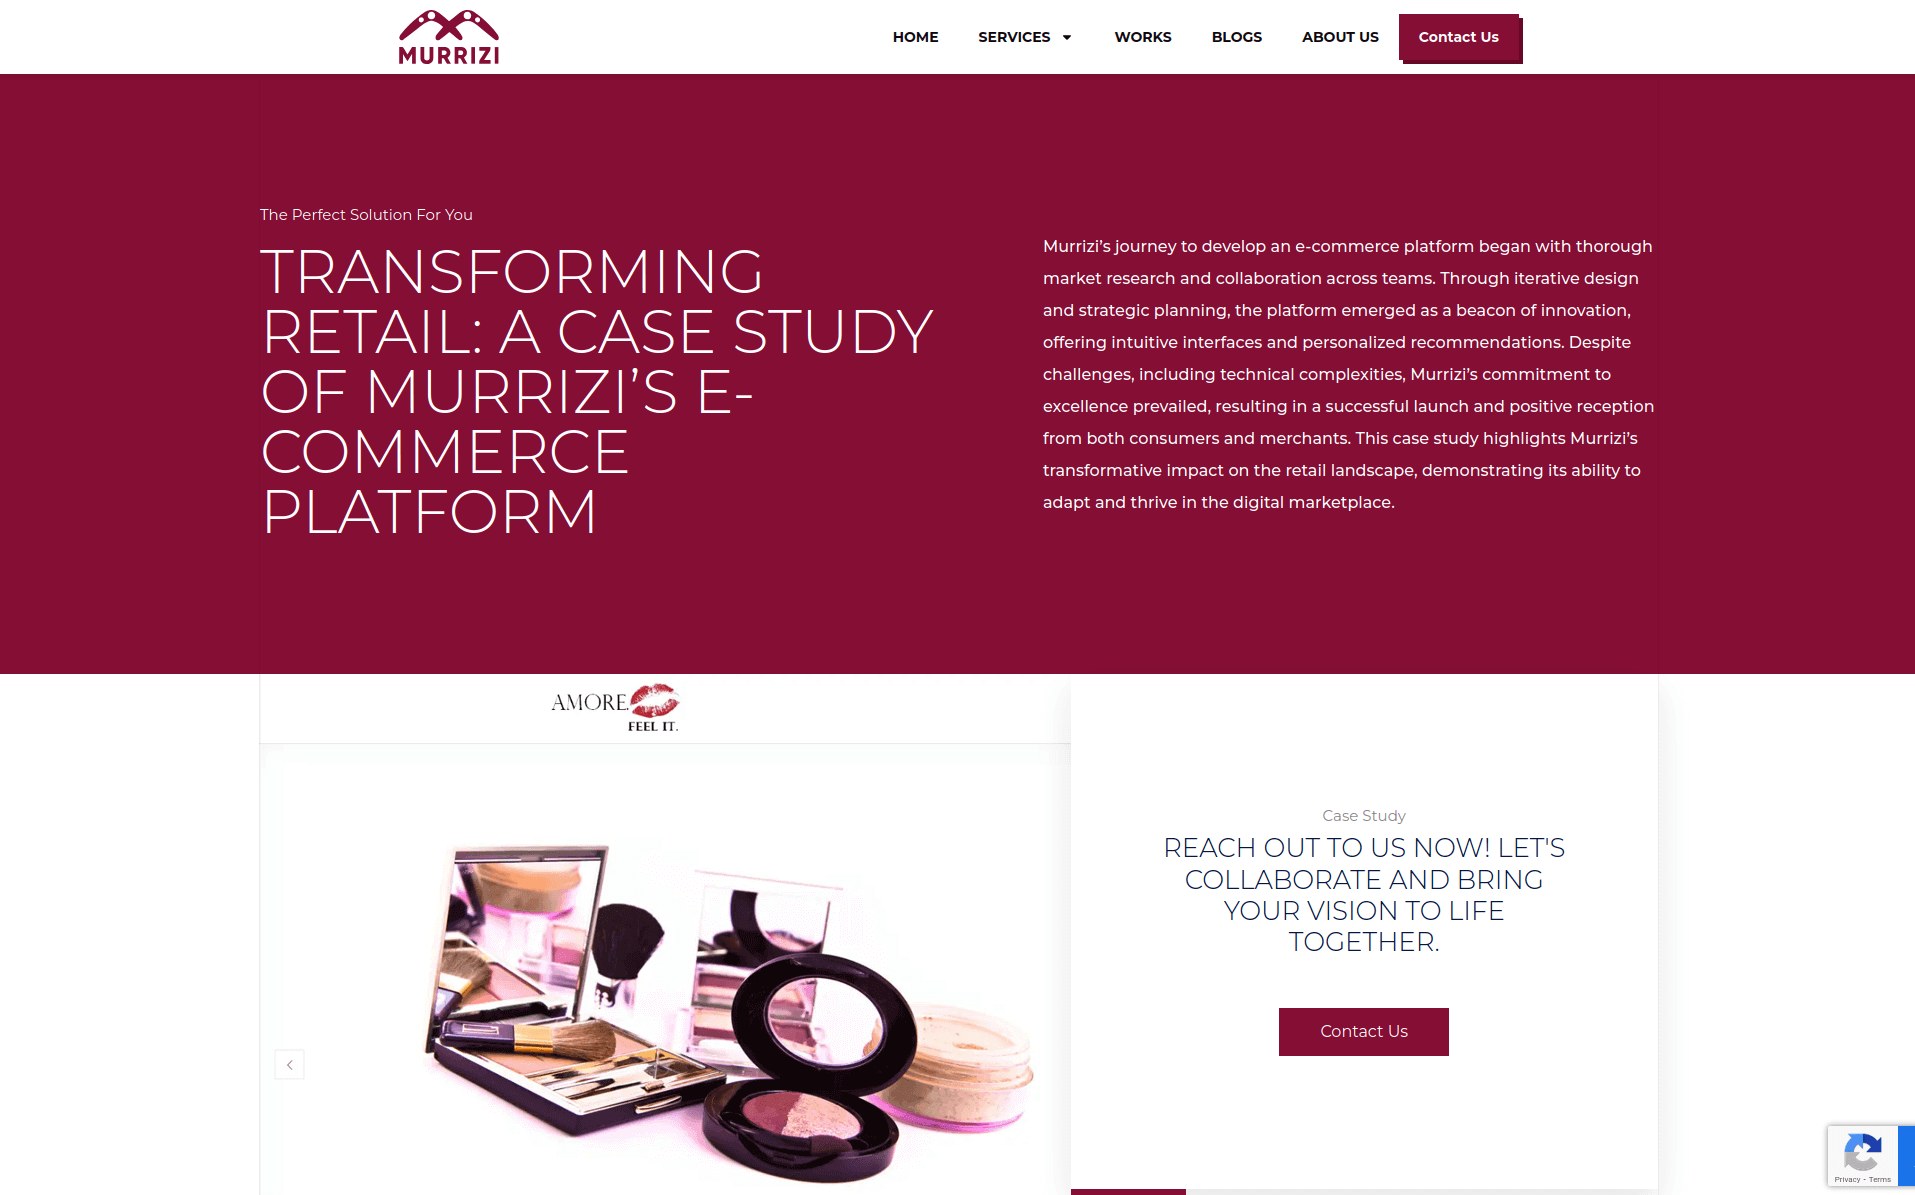 MURRIZI
HOME
SERVICES
WORKS
BLOGS
ABOUT US
Contact Us
The Perfect Solution For You
TRANSFORMING
RETAIL: A CASE STUDY
OF MURRIZI’S E-
COMMERCE
PLATFORM
Murrizi’s journey to develop an e-commerce platform began with thorough
market research and collaboration across teams. Through iterative design
and strategic planning, the platform emerged as a beacon of innovation,
offering intuitive interfaces and personalized recommendations. Despite
challenges, including technical complexities, Murrizi’s commitment to
excellence prevailed, resulting in a successful launch and positive reception
from both consumers and merchants. This case study highlights Murrizi’s
transformative impact on the retail landscape, demonstrating its ability to
adapt and thrive in the digital marketplace.
AMORE.
FEEL IT.
Case Study
REACH OUT TO US NOW! LET'S
COLLABORATE AND BRING
YOUR VISION TO LIFE
TOGETHER.
Contact Us
Privacy - Terms